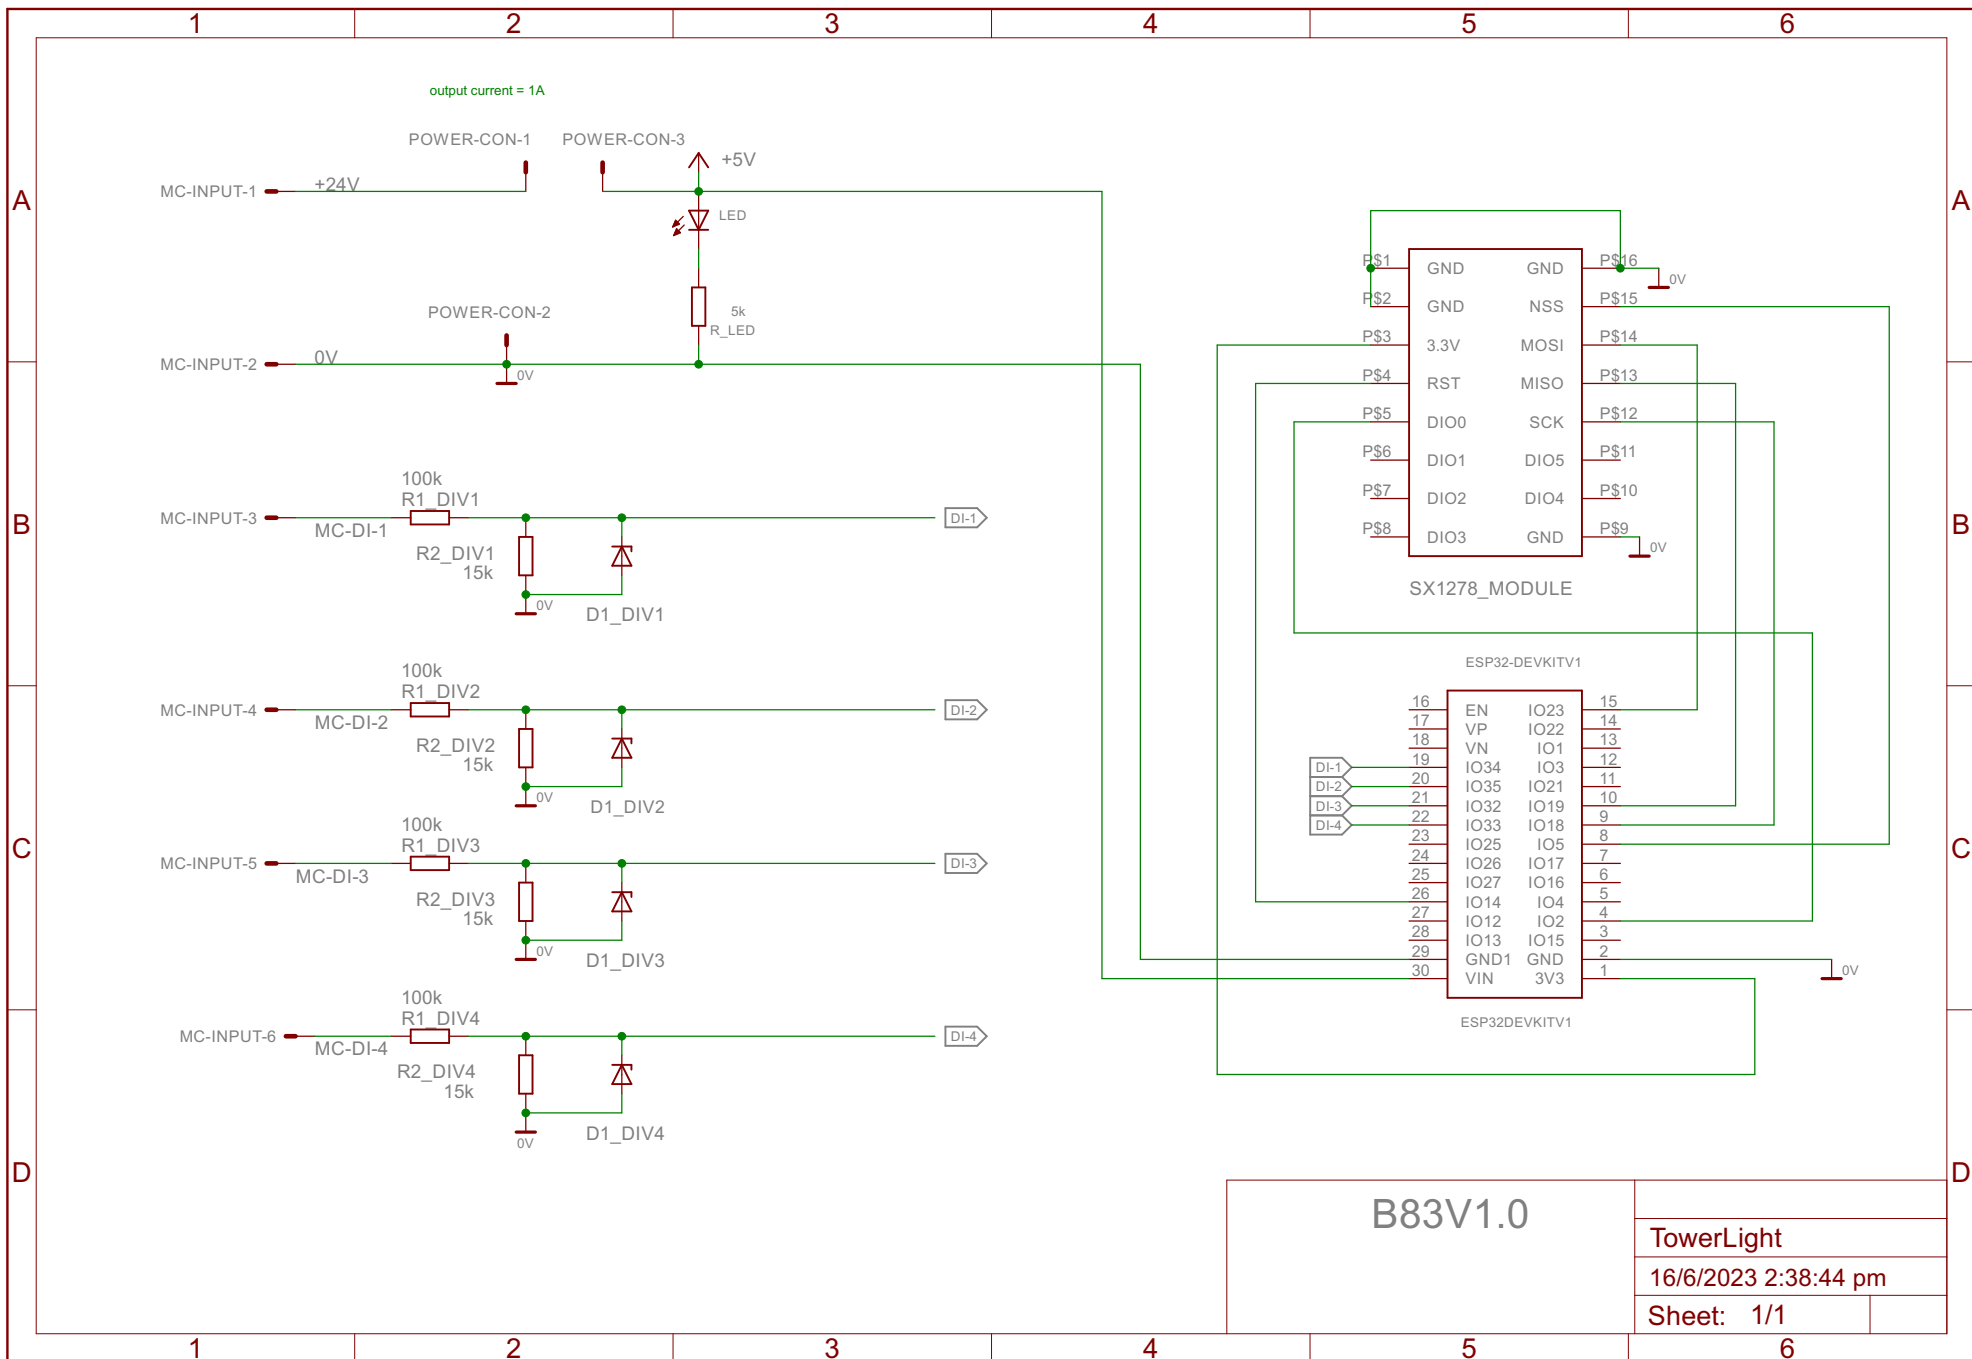 1 2 3 4 5 6
output current = 1A
POWER-CON-1 POWER-CON-3
+5V
MC-INPUT-1 +24V
LED
5k
R_LED
POWER-CON-2
MC-INPUT-2 0V
0V
100k
R1_DIV1
MC-INPUT-3
MC-DI-1
DI-1
R2_DIV1
15k
0V
D1_DIV1
100k
R1_DIV2
MC-INPUT-4
MC-DI-2
DI-2
R2_DIV2
15k
0V
D1_DIV2
100k
R1_DIV3
MC-INPUT-5
MC-DI-3
DI-3
R2_DIV3
15k
0V
D1_DIV3
100k
R1_DIV4
MC-INPUT-6
MC-DI-4
DI-4
R2_DIV4
15k
0V
D1_DIV4
P$1 GND GND P$16
0V
P$2 GND NSS P$15
P$3 3.3V MOSI P$14
P$4 RST MISO P$13
P$5 DIO0 SCK P$12
P$6 DIO1 DIO5 P$11
P$7 DIO2 DIO4 P$10
P$8 DIO3 GND P$9
0V
SX1278_MODULE
ESP32-DEVKITV1
16 EN IO23 15
17 VP IO22 14
18 VN IO1 13
DI-1 19 IO34 IO3 12
DI-2 20 IO35 IO21 11
DI-3 21 IO32 IO19 10
DI-4 22 IO33 IO18 9
23 IO25 IO5 8
24 IO26 IO17 7
25 IO27 IO16 6
26 IO14 IO4 5
27 IO12 IO2 4
28 IO13 IO15 3
29 GND1 GND 2
0V
30 VIN 3V3 1
ESP32DEVKITV1
A A
B B
C C
D D
B83V1.0
TowerLight
16/6/2023 2:38:44 pm
Sheet: 1/1
1 2 3 4 5 6